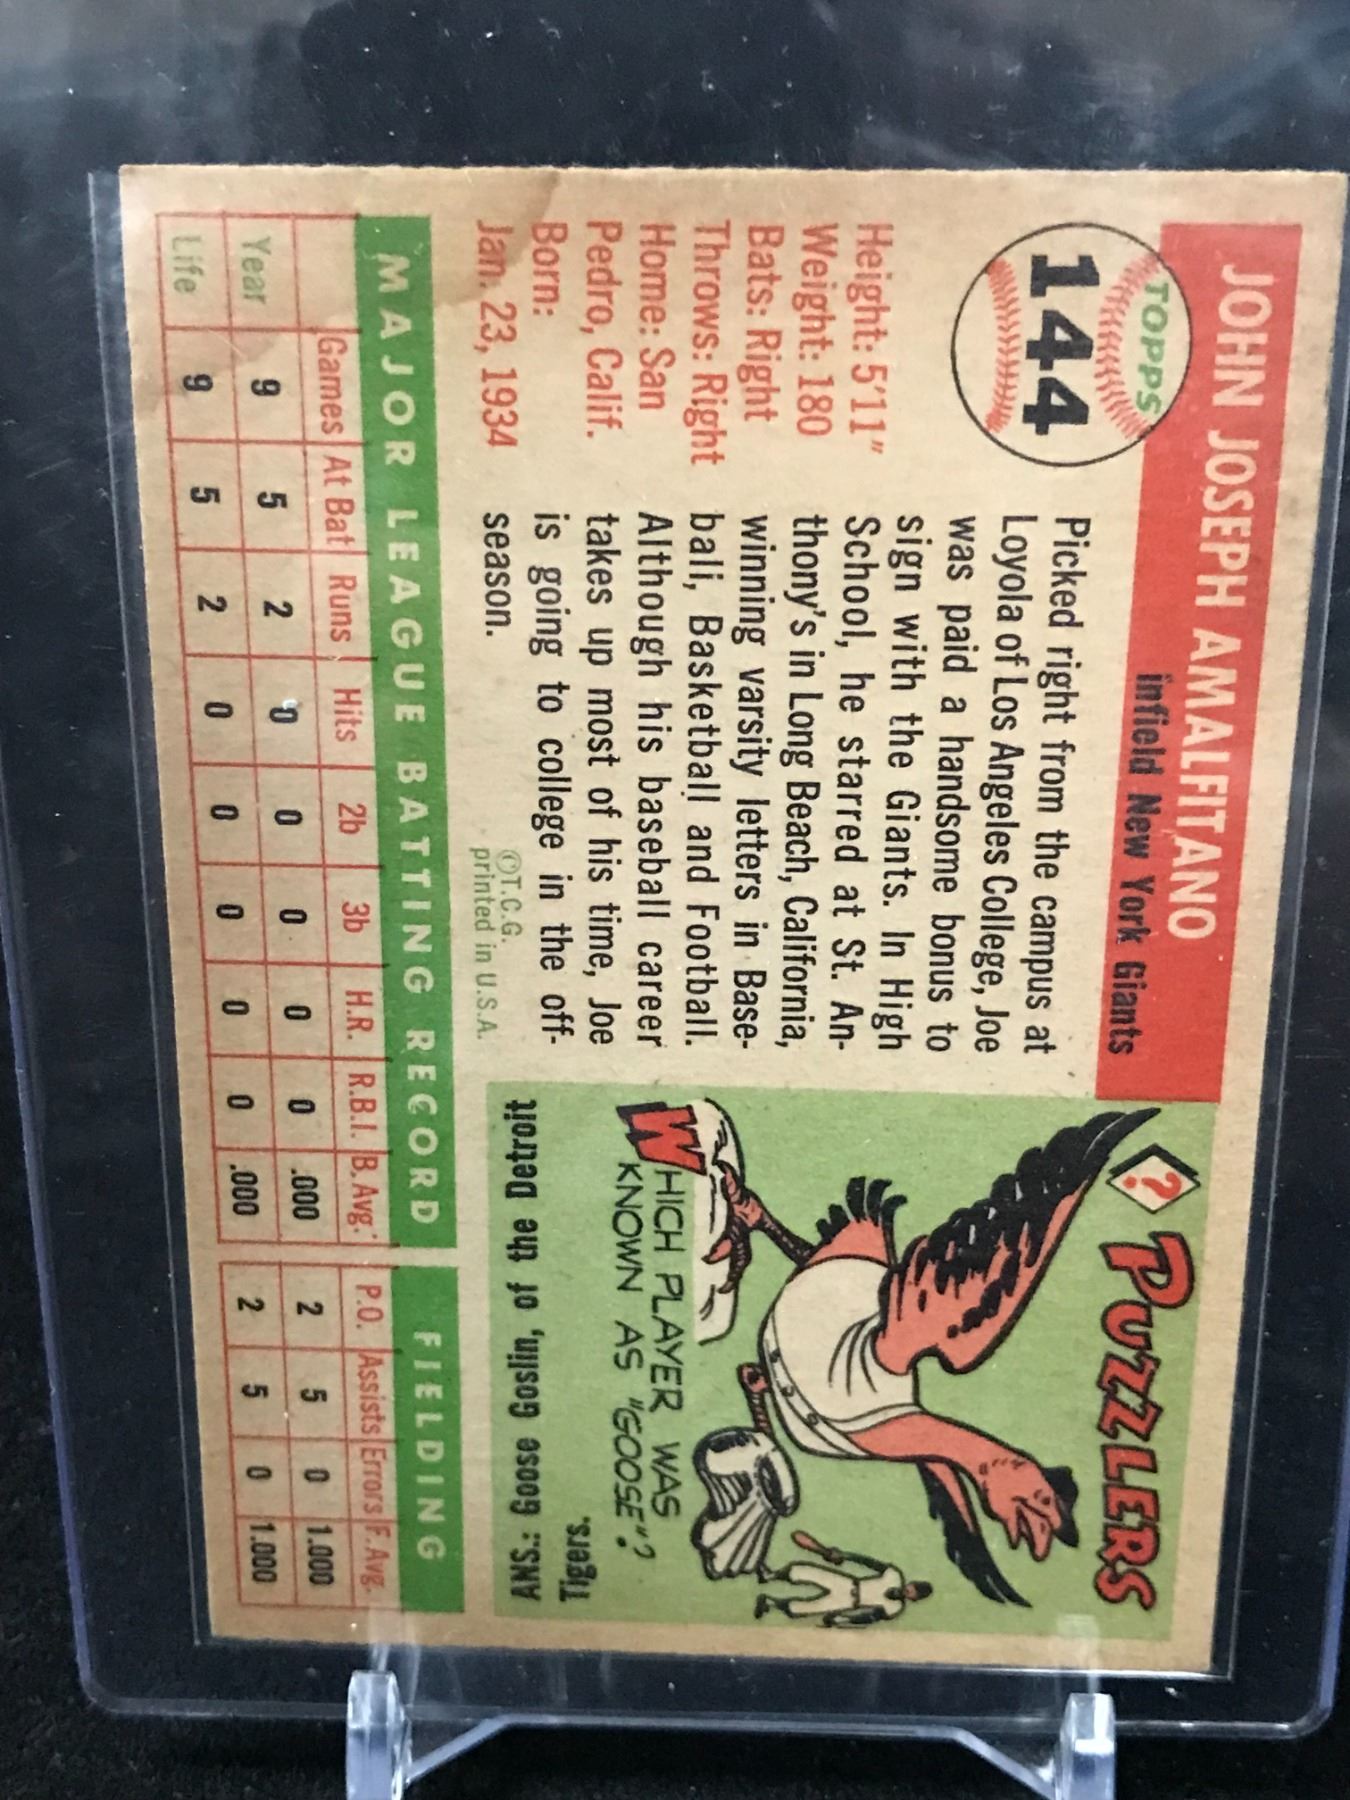 JOHN JOSEPH AMALFITANO
infield New York Giants
TOPPS
144
Height: 5'11"
Weight: 180
Bats: Right
Throws: Right
Home: San
Pedro, Calif.
Born:
Jan. 23, 1934
Picked right from the campus at
Loyola of Los Angeles College, Joe
was paid a handsome bonus to
sign with the Giants. In High
School, he starred at St. An-
thony's in Long Beach, California,
winning varsity letters in Base-
ball, Basketball and Football.
Although his baseball career
takes up most of his time, Joe
is going to college in the off-
season.
©T.C.G.
printed in U.S.A.
? PUZZLERS
WHICH PLAYER WAS
KNOWN AS "GOOSE"?
ANS.: Goose Goslin, of the Detroit
Tigers.
MAJOR LEAGUE BATTING RECORD FIELDING
Games At Bat Runs Hits 2b 3b H.R. R.B.I. B. Avg. P.O. Assists Errors F. Avg.
Year 9 5 2 0 0 0 0 0 .000 2 5 0 1.000
Life 9 5 2 0 0 0 0 0 .000 2 5 0 1.000